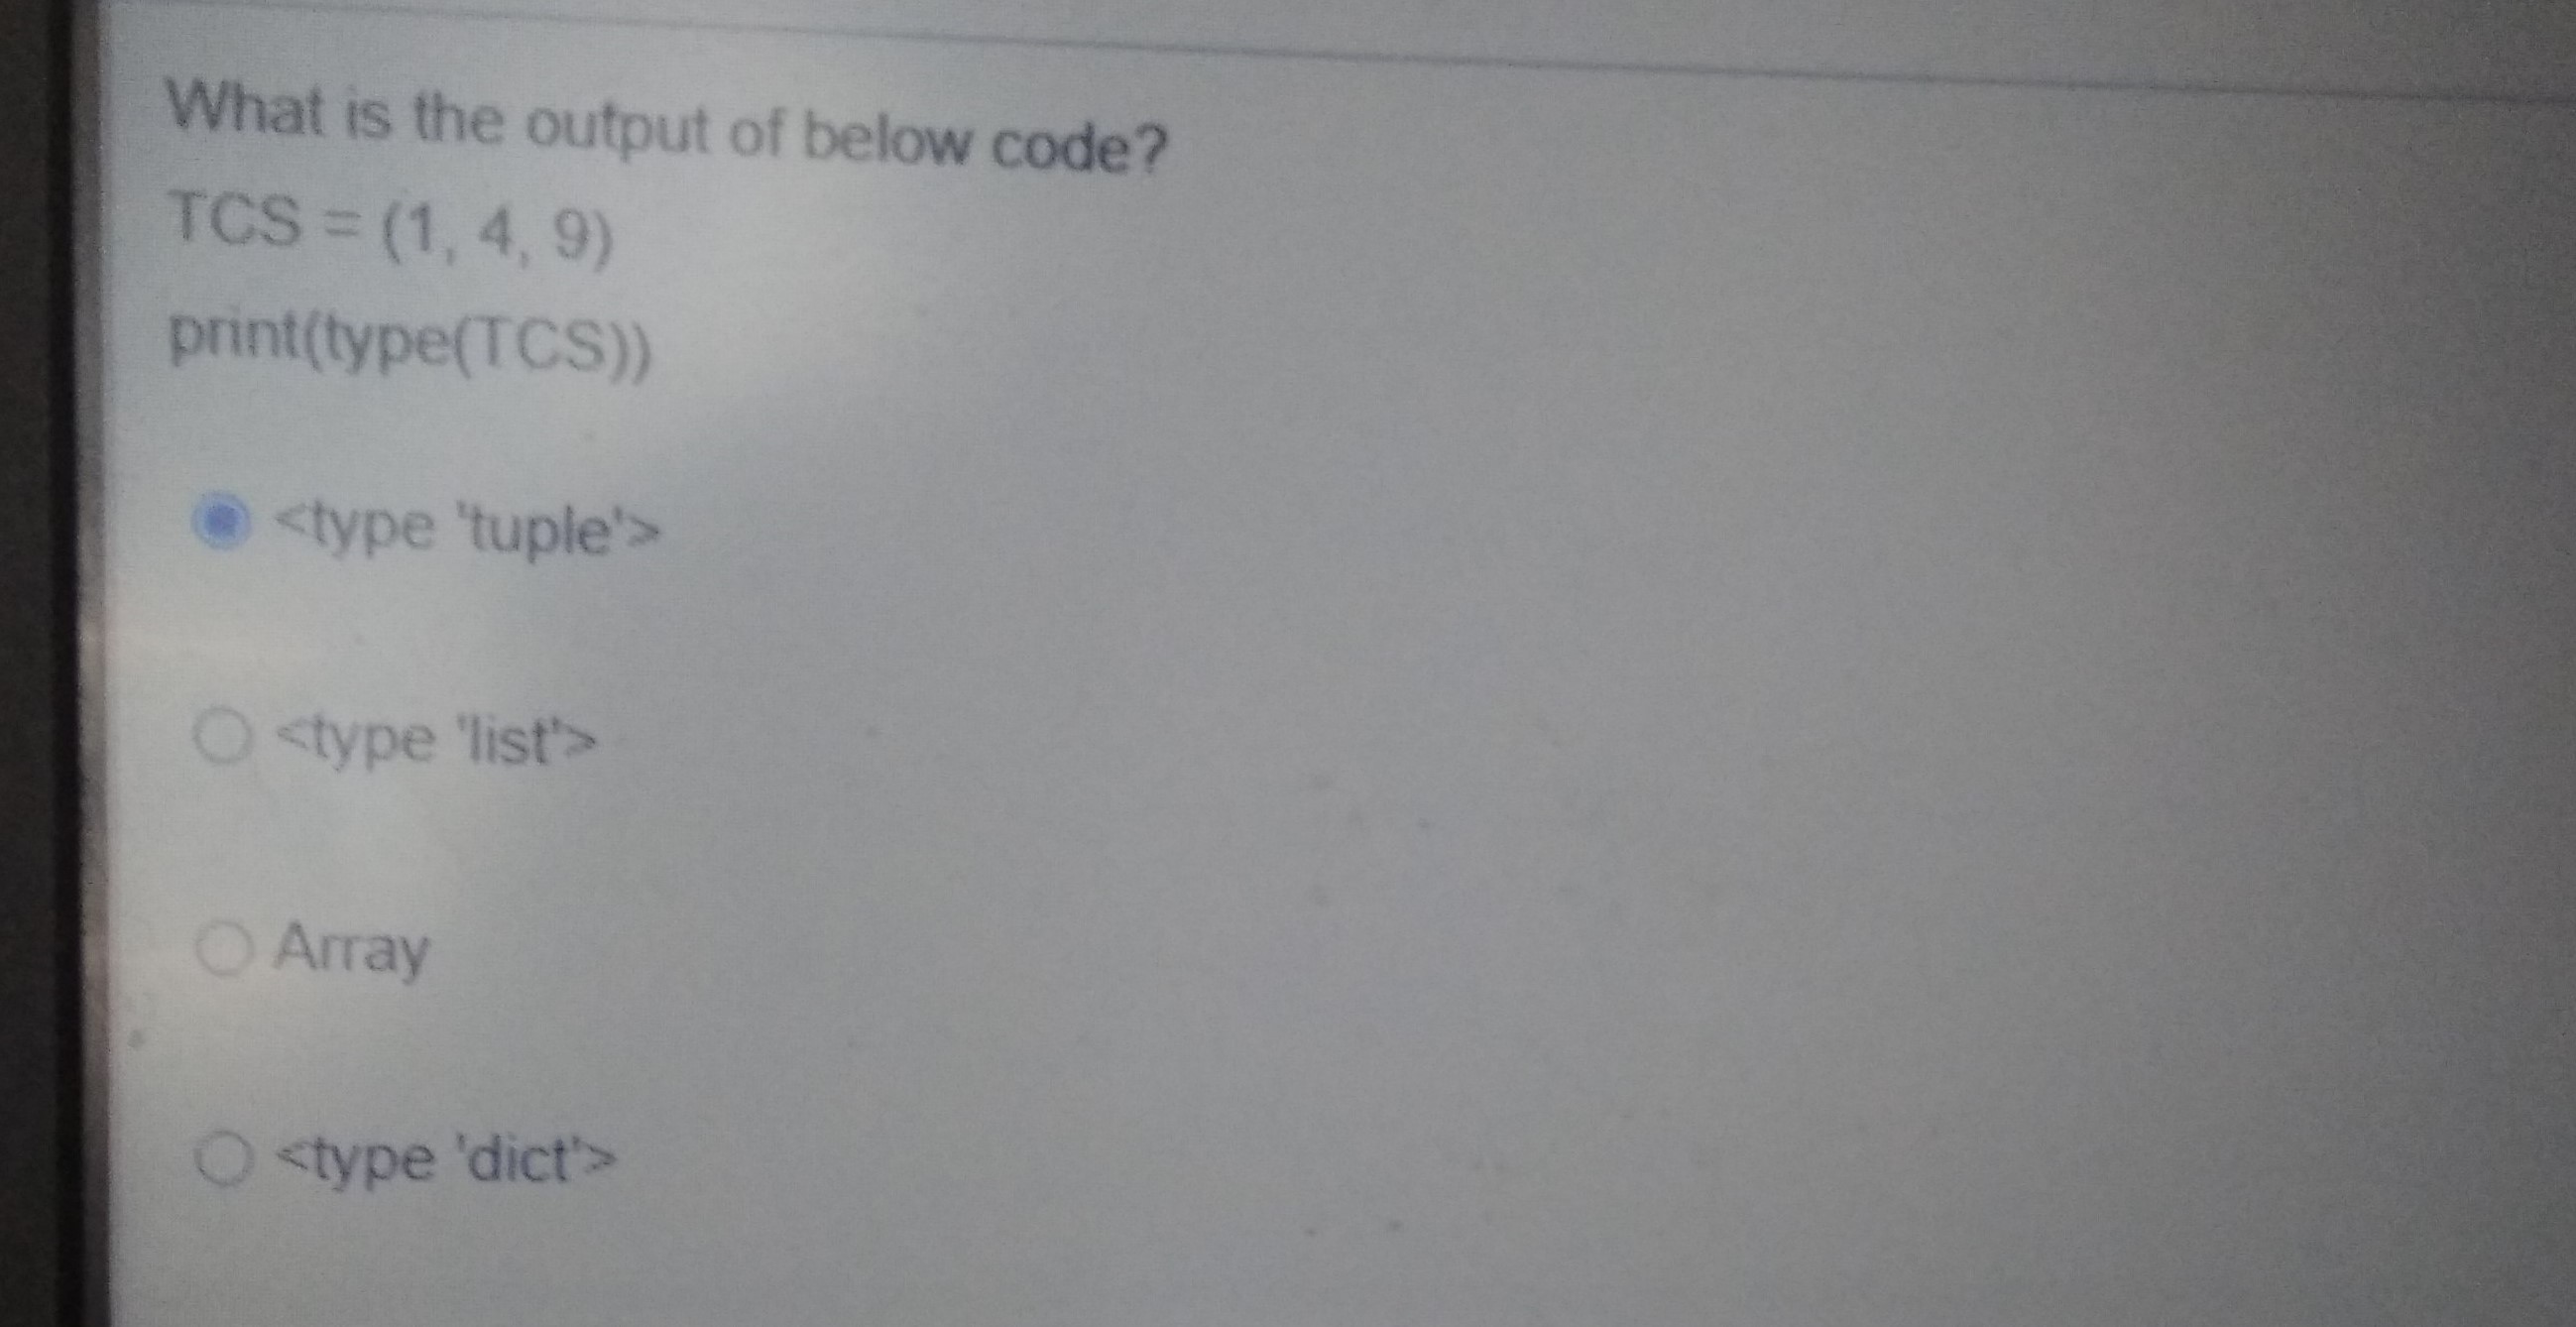 What is the output of below code?
TCS = (1, 4, 9)
print(type(TCS))
<type 'tuple'>
<type 'list'>
Array
<type 'dict'>